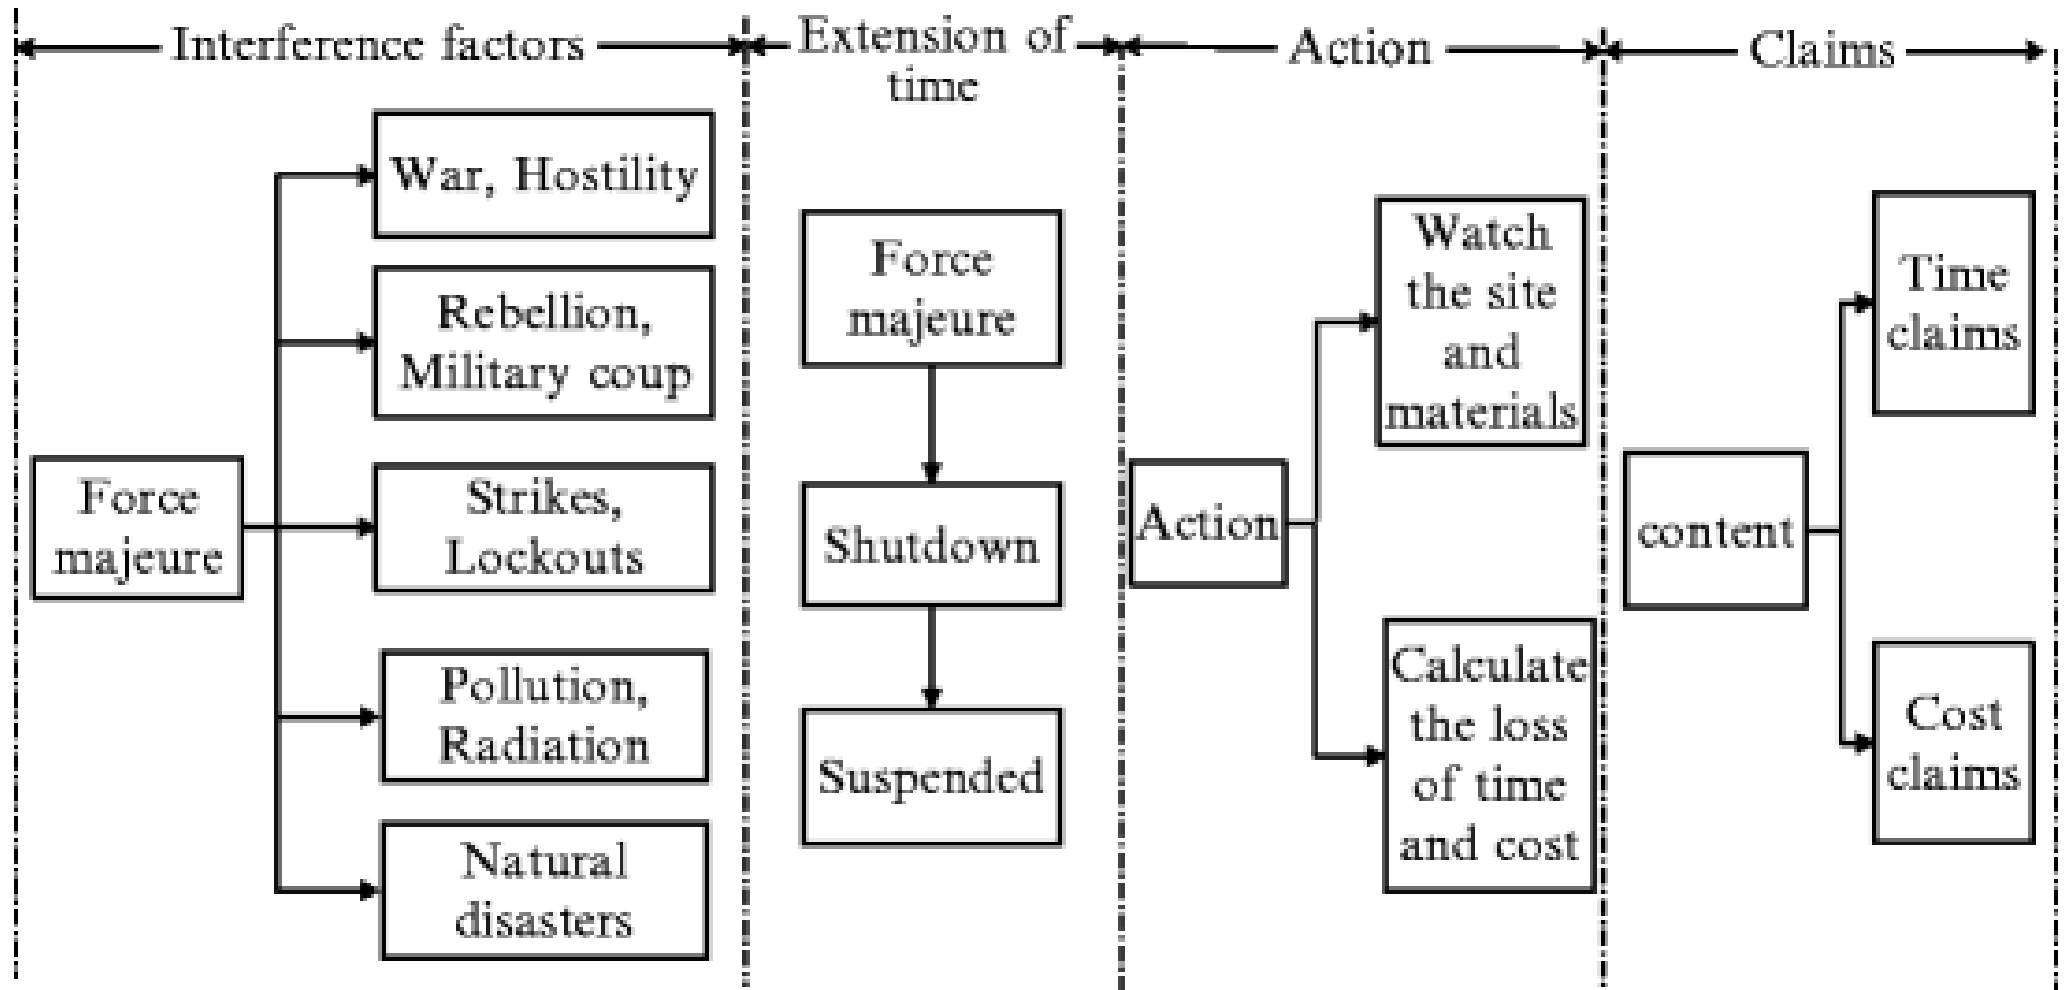 Interference factors
Extension of
time
Action
Claims
Force
majeure
War, Hostility
Rebellion,
Military coup
Strikes,
Lockouts
Pollution,
Radiation
Natural
disasters
Force
majeure
Shutdown
Suspended
Action
Watch
the site
and
materials
Calculate
the loss
of time
and cost
content
Time
claims
Cost
claims